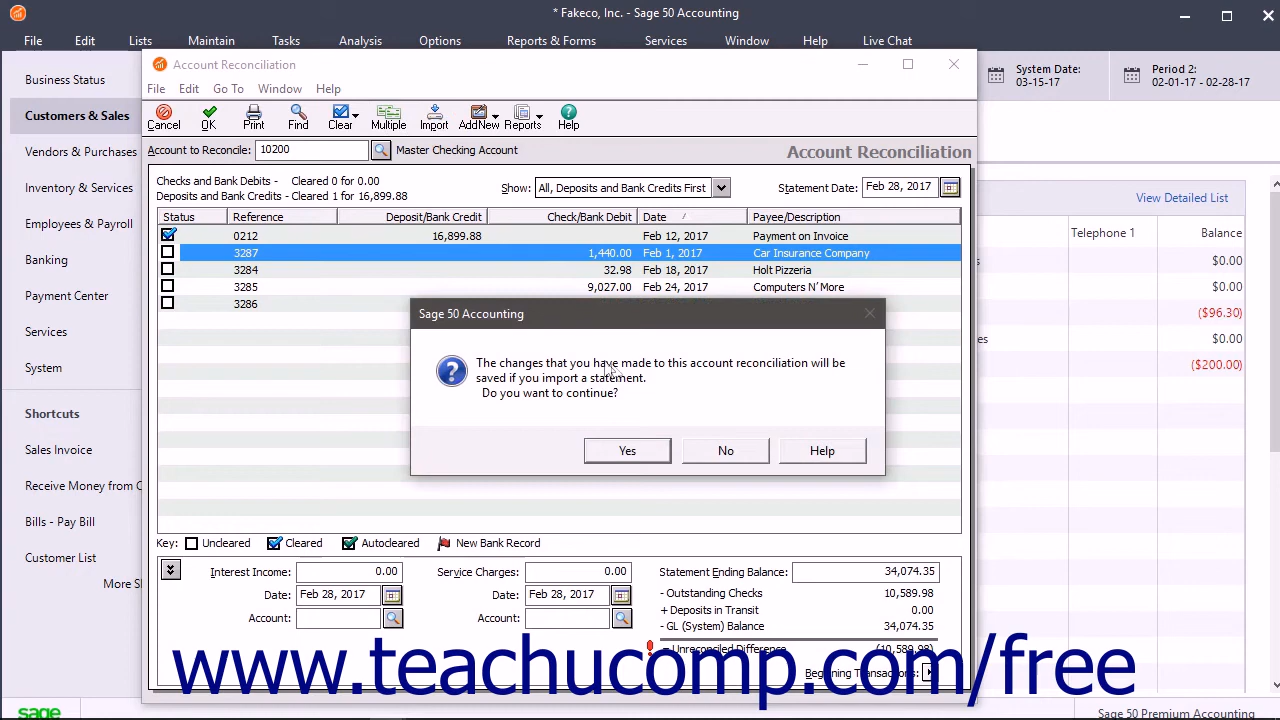 * Fakeco, Inc. - Sage 50 Accounting
File Edit Lists Maintain Tasks Analysis Options Reports & Forms Services Window Help Live Chat
Business Status
Customers & Sales
Vendors & Purchases
Inventory & Services
Employees & Payroll
Banking
Payment Center
Services
System
Shortcuts
Sales Invoice
Receive Money from C
Bills - Pay Bill
Customer List
More S
sage
Account Reconciliation
File Edit Go To Window Help
Cancel OK Print Find Clear Multiple Import AddNew Reports Help
Account to Reconcile: 10200 Master Checking Account
Account Reconciliation
Checks and Bank Debits - Cleared 0 for 0.00
Deposits and Bank Credits - Cleared 1 for 16,899.88
Show: All, Deposits and Bank Credits First
Statement Date: Feb 28, 2017
Status Reference Deposit/Bank Credit Check/Bank Debit Date / Payee/Description
0212 16,899.88 Feb 12, 2017 Payment on Invoice
3287 1,440.00 Feb 1, 2017 Car Insurance Company
3284 32.98 Feb 18, 2017 Holt Pizzeria
3285 9,027.00 Feb 24, 2017 Computers N' More
3286
Sage 50 Accounting
The changes that you have made to this account reconciliation will be
saved if you import a statement.
Do you want to continue?
Yes No Help
Key: Uncleared Cleared Autocleared New Bank Record
Interest Income: 0.00
Date: Feb 28, 2017
Account:
Service Charges: 0.00
Date: Feb 28, 2017
Account:
Statement Ending Balance: 34,074.35
- Outstanding Checks 10,589.98
+ Deposits in Transit 0.00
- GL (System) Balance 34,074.35
= Unreconciled Difference (10,589.98)
Beginning Transactions:
System Date:
03-15-17
Period 2:
02-01-17 - 02-28-17
View Detailed List
Telephone 1 Balance
$0.00
$0.00
($96.30)
es $0.00
($200.00)
Sage 50 Premium Accounting
www.teachucomp.com/free